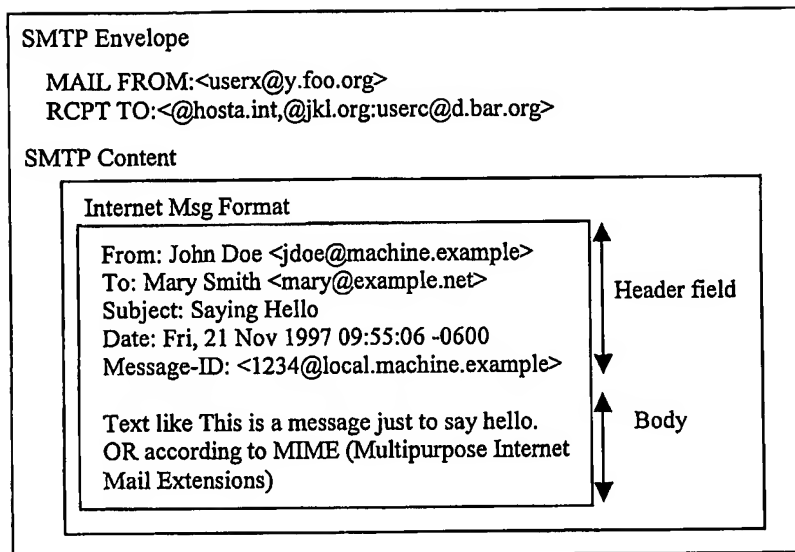 SMTP Envelope
MAIL FROM:<userx@y.foo.org>
RCPT TO:<@hosta.int,@jkl.org:userc@d.bar.org>
SMTP Content
Internet Msg Format
From: John Doe <jdoe@machine.example>
To: Mary Smith <mary@example.net>
Subject: Saying Hello
Date: Fri, 21 Nov 1997 09:55:06 -0600
Message-ID: <1234@local.machine.example>
Header field
Text like This is a message just to say hello.
OR according to MIME (Multipurpose Internet
Mail Extensions)
Body